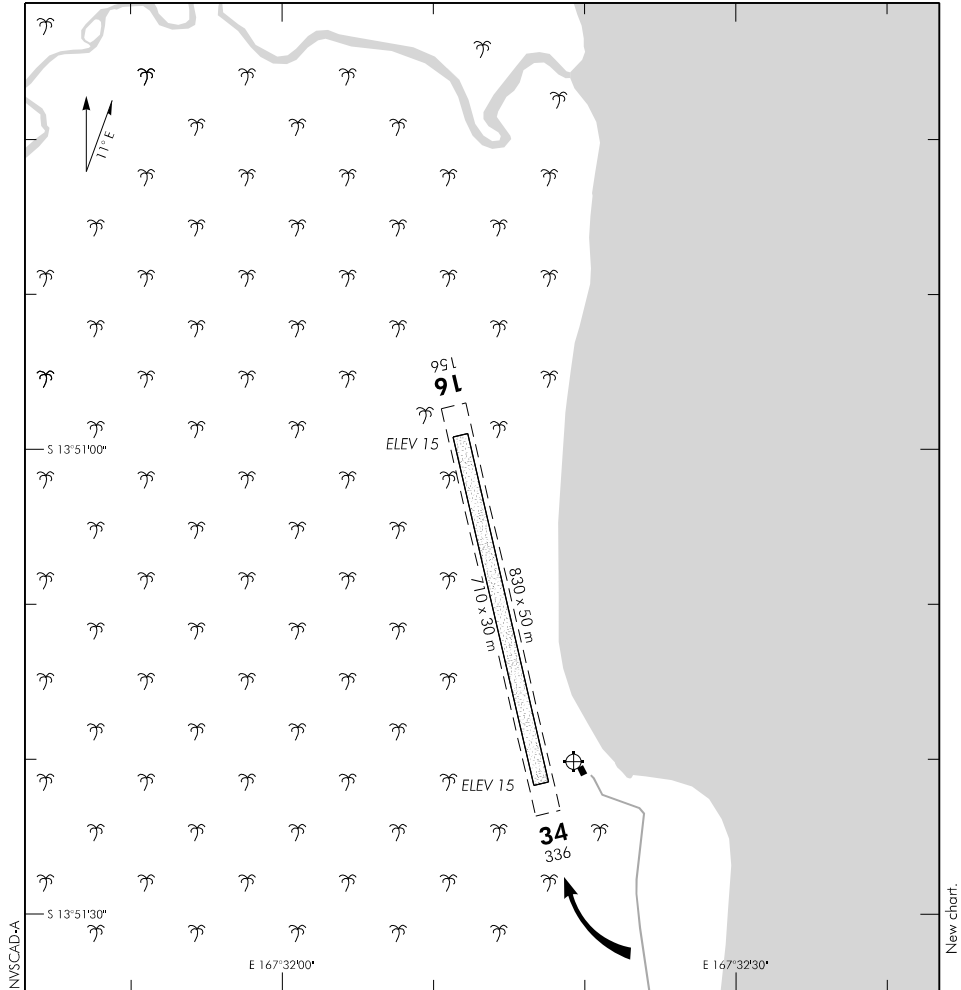 11° E
156
16
ELEV 15
S 13°51'00"
830 x 50 m
710 x 30 m
ELEV 15
34
336
S 13°51'30"
E 167°32'00"
E 167°32'30"
NVSCAD-A
New chart.